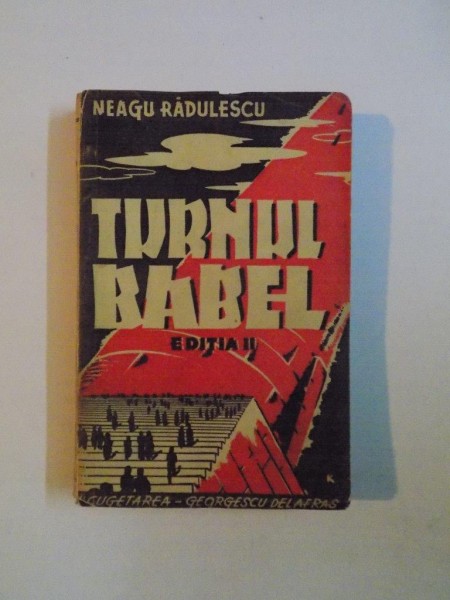 NEAGU RĂDULESCU
TURNUL
BABEL
EDIȚIA II
K
CUGETAREA - GEORGESCU DELAFRAS